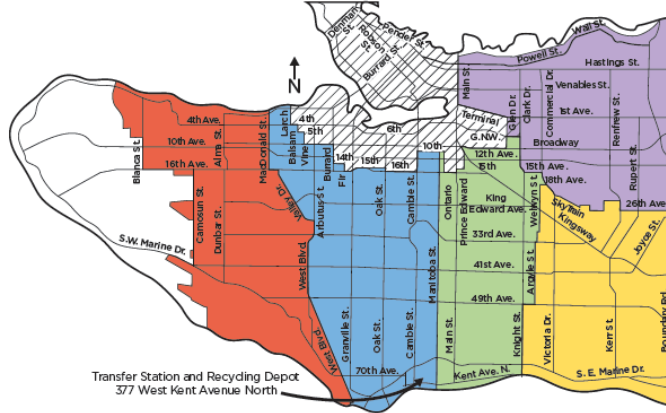 Denman St.
Robson St.
Burrard St.
Pender St.
Powell St.
Wall St.
Hastings St.
Main St.
Glen Dr.
Clark Dr.
Commercial Dr.
Venables St.
1st Ave.
Renfrew St.
Rupert St.
N
Terminal
G.N.W.
Broadway
4th Ave.
10th Ave.
16th Ave.
Blanca St.
Alma St.
MacDonald St.
Larch
Balsam
Vine
Burrard
Fir
4th
5th
6th
10th
14th
15th
16th
12th Ave.
15th
15th Ave.
18th Ave.
26th Ave.
Camosun St.
Dunbar St.
Valley Dr.
Arbutus St.
Oak St.
Cambie St.
Ontario
Prince Edward
King
Edward Ave.
Welwyn St.
SkyTrain
Kingsway
Joyce St.
33rd Ave.
41st Ave.
49th Ave.
S.W. Marine Dr.
West Blvd.
Manitoba St.
Argyle St.
West Blvd.
Granville St.
Oak St.
Cambie St.
Main St.
Knight St.
Victoria Dr.
Kerr St.
Boundary Rd.
70th Ave.
Kent Ave. N.
S.E. Marine Dr.
Transfer Station and Recycling Depot
377 West Kent Avenue North